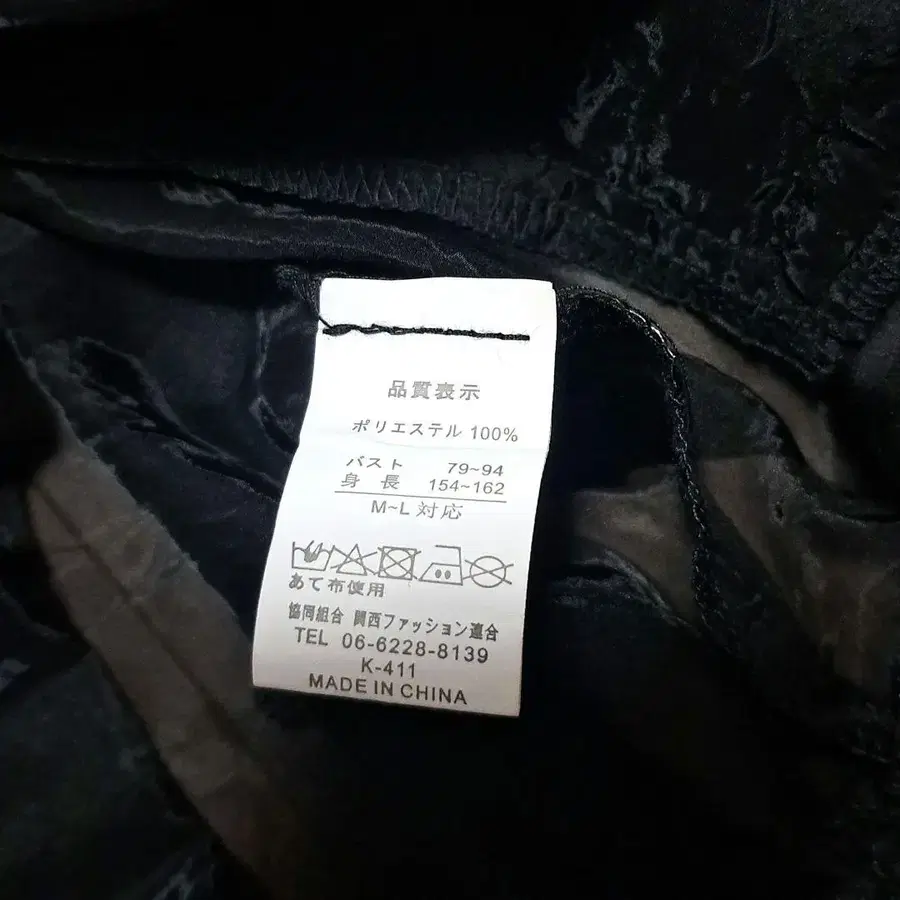 品質表示
ポリエステル 100%
バスト 79~94
身長 154~162
M~L 対応
あて布使用
協同組合 関西ファッション連合
TEL 06-6228-8139
K-411
MADE IN CHINA